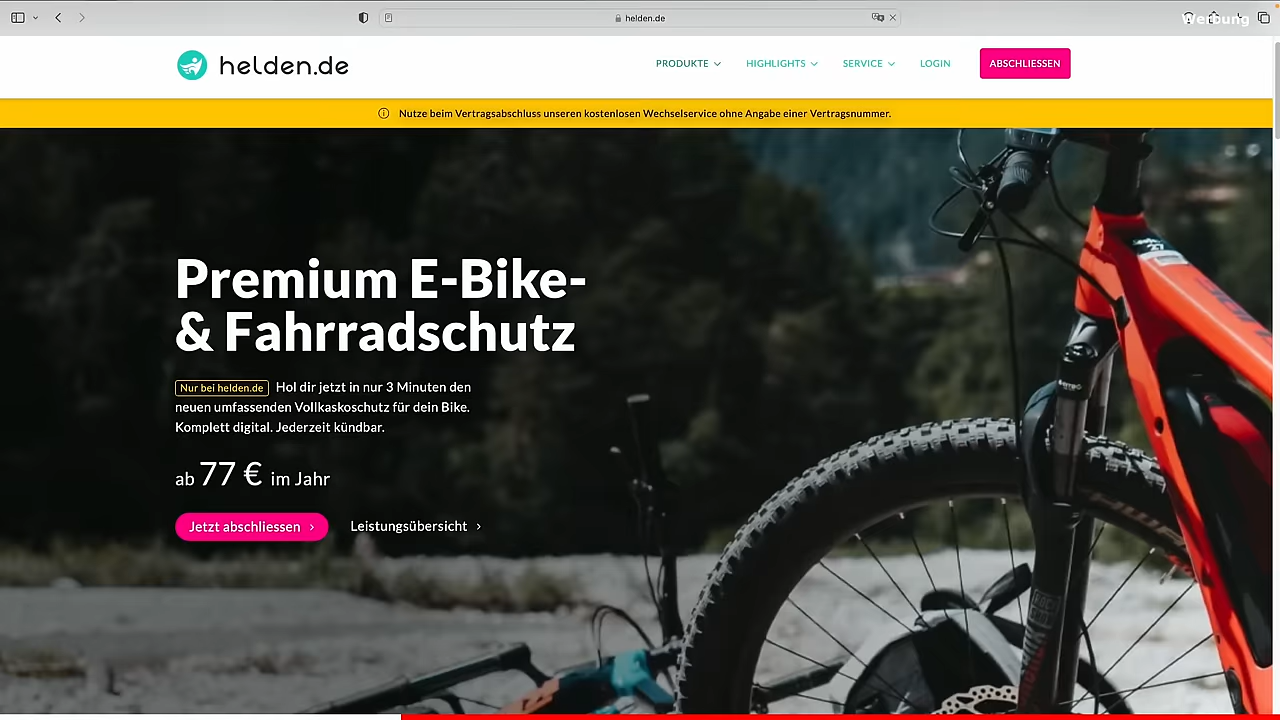 helden.de
Werbung
helden.de
PRODUKTE
HIGHLIGHTS
SERVICE
LOGIN
ABSCHLIESSEN
Nutze beim Vertragsabschluss unseren kostenlosen Wechselservice ohne Angabe einer Vertragsnummer.
Premium E-Bike-
& Fahrradschutz
Nur bei helden.de Hol dir jetzt in nur 3 Minuten den
neuen umfassenden Vollkaskoschutz für dein Bike.
Komplett digital. Jederzeit kündbar.
ab 77 € im Jahr
Jetzt abschliessen
Leistungsübersicht